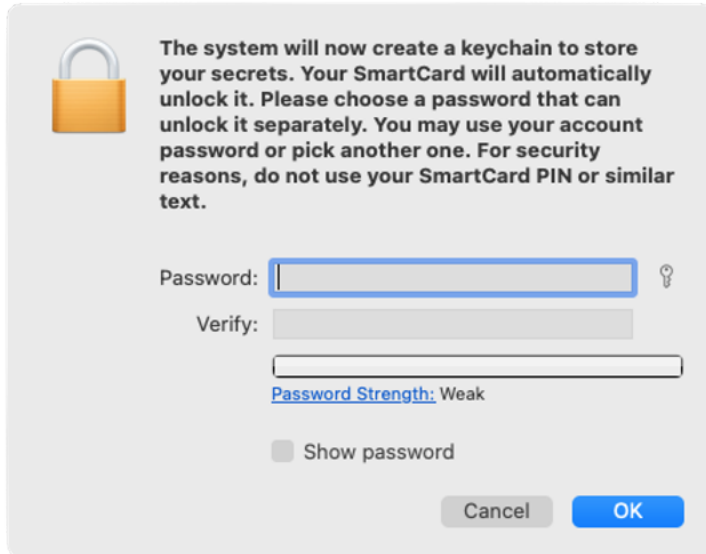 The system will now create a keychain to store
your secrets. Your SmartCard will automatically
unlock it. Please choose a password that can
unlock it separately. You may use your account
password or pick another one. For security
reasons, do not use your SmartCard PIN or similar
text.
Password:
Verify:
Password Strength: Weak
Show password
Cancel OK